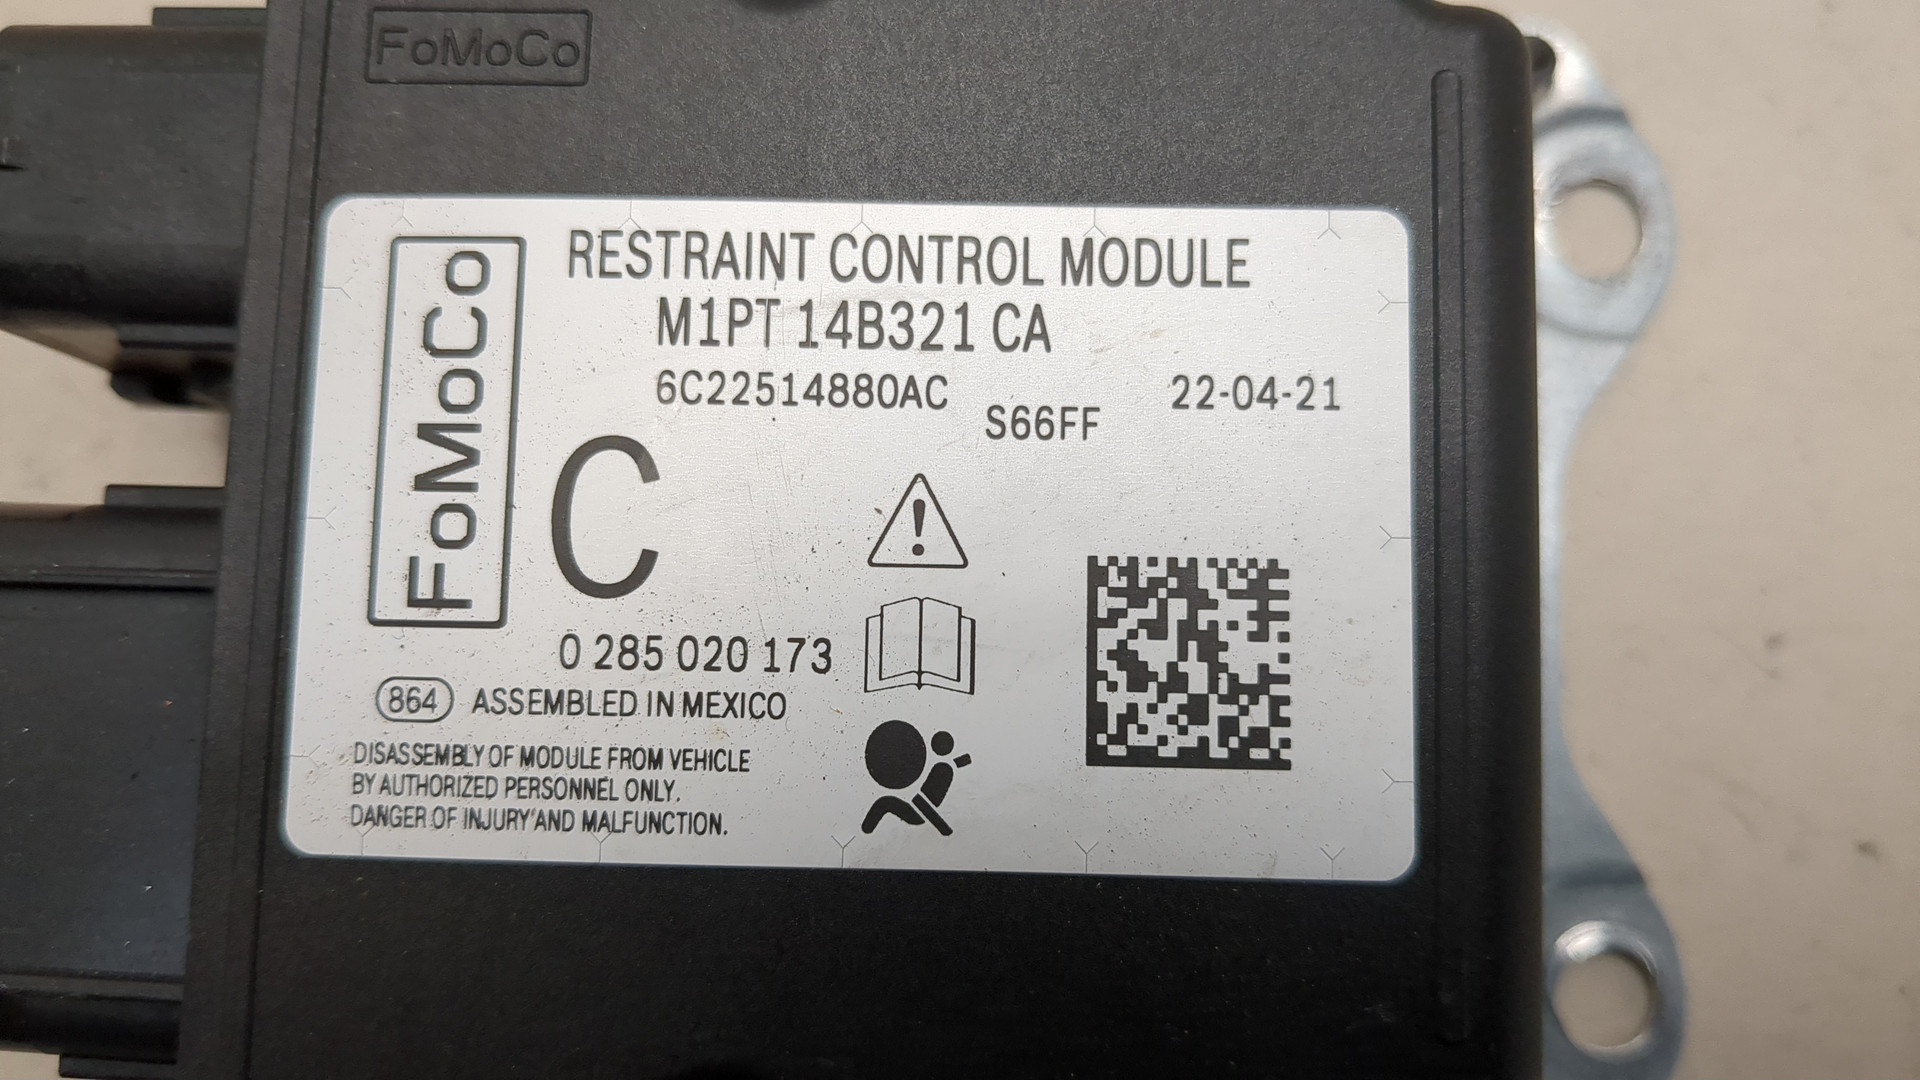 FoMoCo
FoMoCo
RESTRAINT CONTROL MODULE
M1PT 14B321 CA
6C22514880AC
S66FF
22-04-21
C
0 285 020 173
864 ASSEMBLED IN MEXICO
DISASSEMBLY OF MODULE FROM VEHICLE
BY AUTHORIZED PERSONNEL ONLY.
DANGER OF INJURY AND MALFUNCTION.